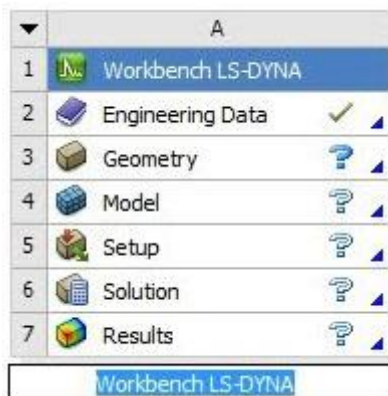 A
1 Workbench LS-DYNA
2 Engineering Data
3 Geometry
4 Model
5 Setup
6 Solution
7 Results
Workbench LS-DYNA